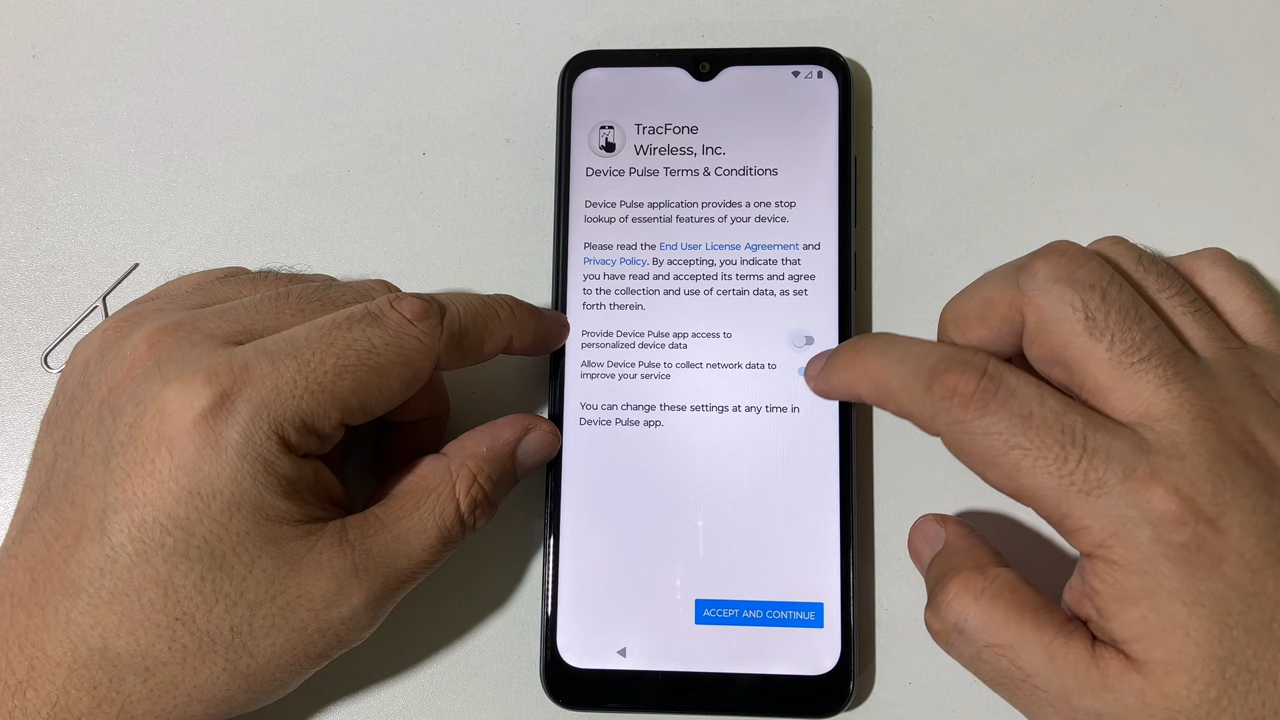 TracFone
Wireless, Inc.
Device Pulse Terms & Conditions
Device Pulse application provides a one stop
lookup of essential features of your device.
Please read the End User License Agreement and
Privacy Policy. By accepting, you indicate that
you have read and accepted its terms and agree
to the collection and use of certain data, as set
forth therein.
Provide Device Pulse app access to
personalized device data
Allow Device Pulse to collect network data to
improve your service
You can change these settings at any time in
Device Pulse app.
ACCEPT AND CONTINUE